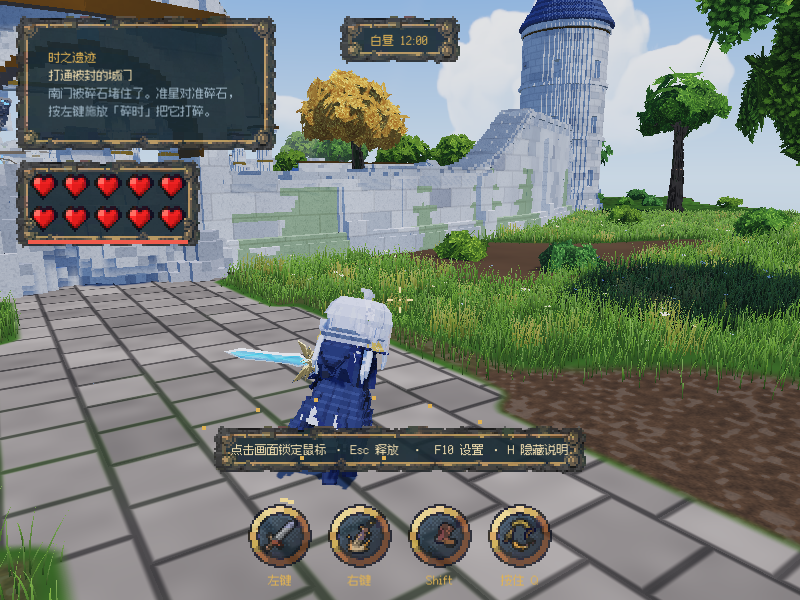 时之遗迹
打通被封的城门
南门被碎石堵住了。准星对准碎石，
按左键施放「碎时」把它打碎。
白昼 12:00
点击画面锁定鼠标 · Esc 释放 · F10 设置 · H 隐藏说明
左键
右键
Shift
按住 Q